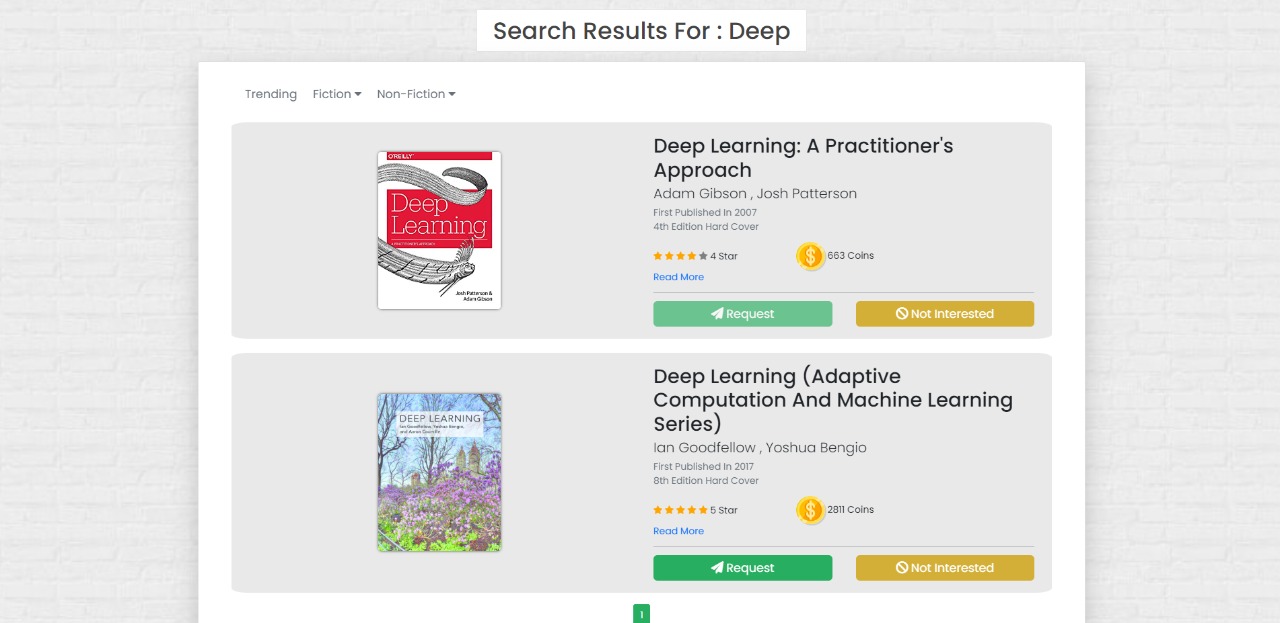 Search Results For : Deep
Trending Fiction Non-Fiction
O'REILLY
Deep
Learning
A PRACTITIONER'S APPROACH
Josh Patterson &
Adam Gibson
Deep Learning: A Practitioner's
Approach
Adam Gibson , Josh Patterson
First Published In 2007
4th Edition Hard Cover
4 Star 663 Coins
Read More
Request Not Interested
DEEP LEARNING
Ian Goodfellow, Yoshua Bengio,
and Aaron Courville
Deep Learning (Adaptive
Computation And Machine Learning
Series)
Ian Goodfellow , Yoshua Bengio
First Published In 2017
8th Edition Hard Cover
5 Star 2811 Coins
Read More
Request Not Interested
1